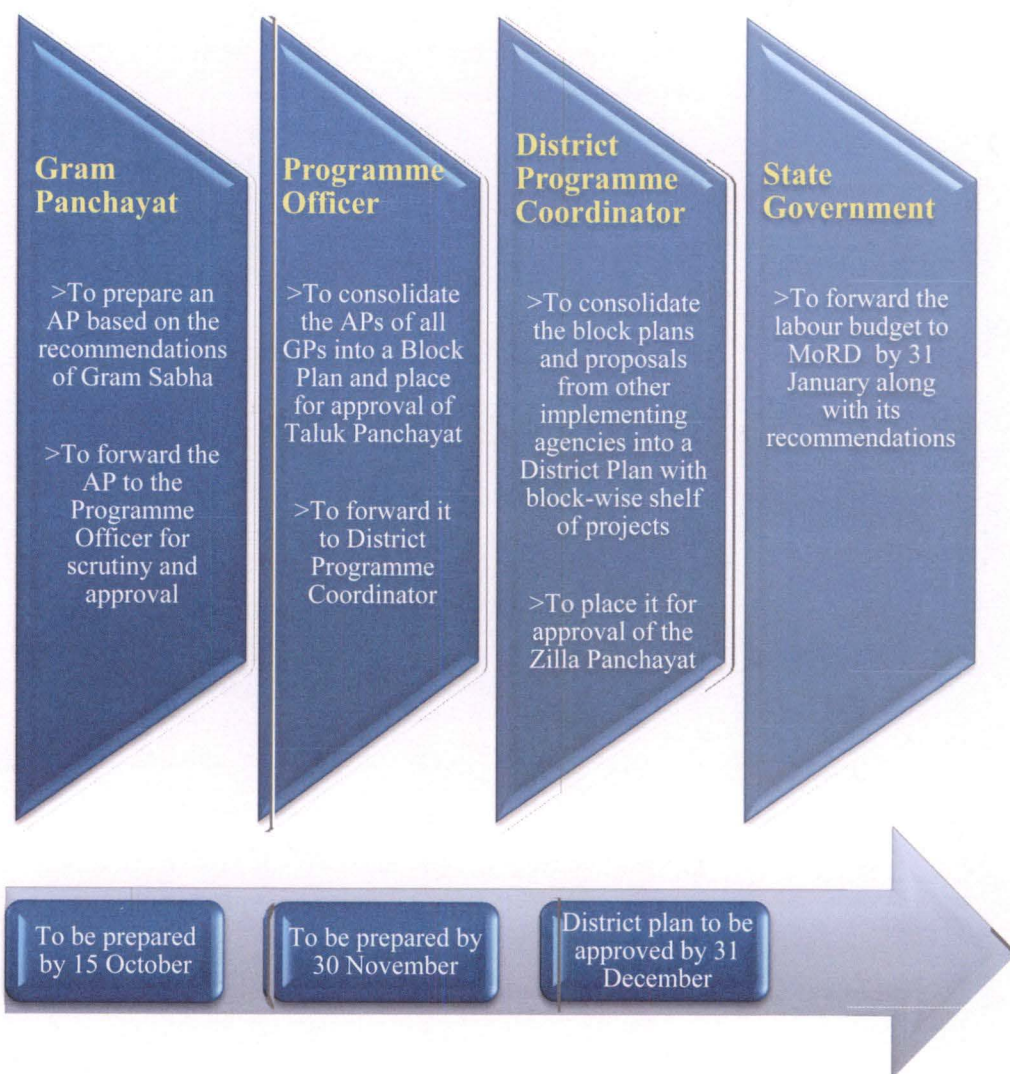 Gram
Panchayat
>To prepare an
AP based on the
recommendations
of Gram Sabha
>To forward the
AP to the
Programme
Officer for
scrutiny and
approval
Programme
Officer
>To consolidate
the APs of all
GPs into a Block
Plan and place
for approval of
Taluk Panchayat
>To forward it
to District
Programme
Coordinator
District
Programme
Coordinator
>To consolidate
the block plans
and proposals
from other
implementing
agencies into a
District Plan with
block-wise shelf
of projects
>To place it for
approval of the
Zilla Panchayat
State
Government
>To forward the
labour budget to
MoRD by 31
January along
with its
recommendations
To be prepared
by 15 October
To be prepared by
30 November
District plan to be
approved by 31
December